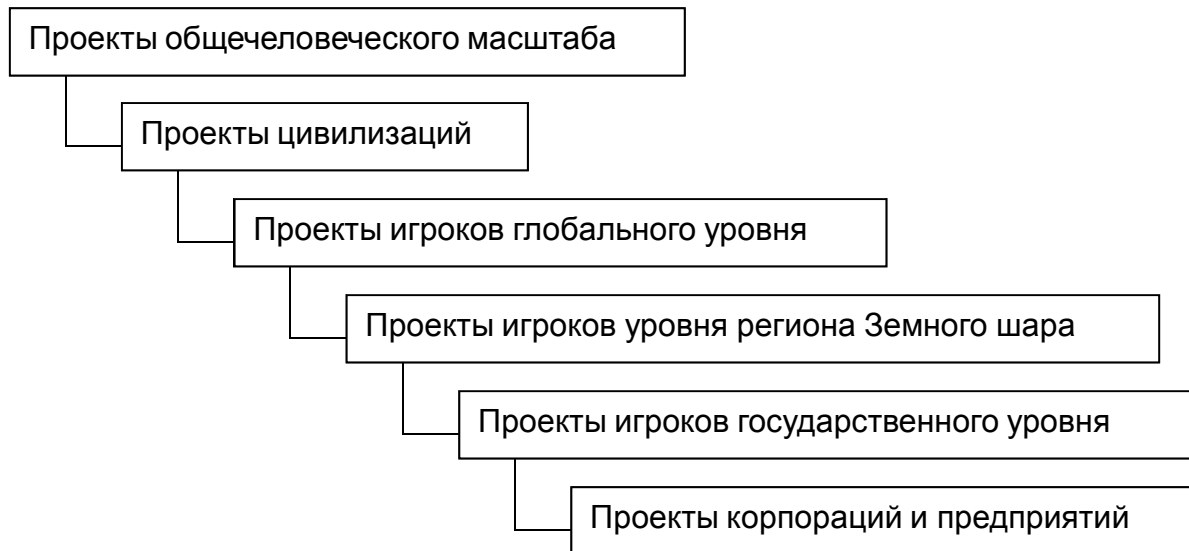 Проекты общечеловеческого масштаба
Проекты цивилизаций
Проекты игроков глобального уровня
Проекты игроков уровня региона Земного шара
Проекты игроков государственного уровня
Проекты корпораций и предприятий